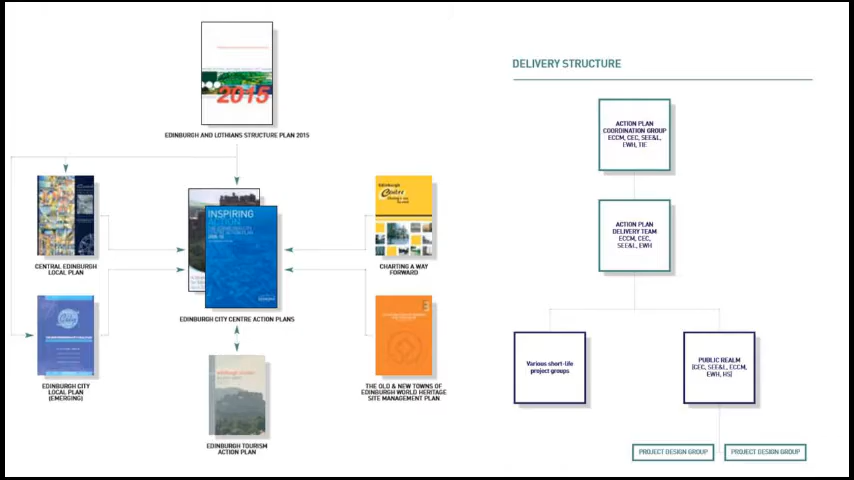 2015
EDINBURGH AND LOTHIANS STRUCTURE PLAN 2015
INSPIRING
ACTION
CENTRAL EDINBURGH
LOCAL PLAN
Edinburgh
Centre
CHARTING A WAY
FORWARD
EDINBURGH CITY CENTRE ACTION PLANS
EDINBURGH CITY
LOCAL PLAN
(EMERGING)
THE OLD & NEW TOWNS OF
EDINBURGH WORLD HERITAGE
SITE MANAGEMENT PLAN
EDINBURGH TOURISM
ACTION PLAN
DELIVERY STRUCTURE
ACTION PLAN
COORDINATION GROUP
ECCM, CEC, SEE&L,
EWH, TIE
ACTION PLAN
DELIVERY TEAM
ECCM, CEC,
SEE&L, EWH
Various short-life
project groups
PUBLIC REALM
(CEC, SEE&L, ECCM,
EWH, HS)
PROJECT DESIGN GROUP
PROJECT DESIGN GROUP